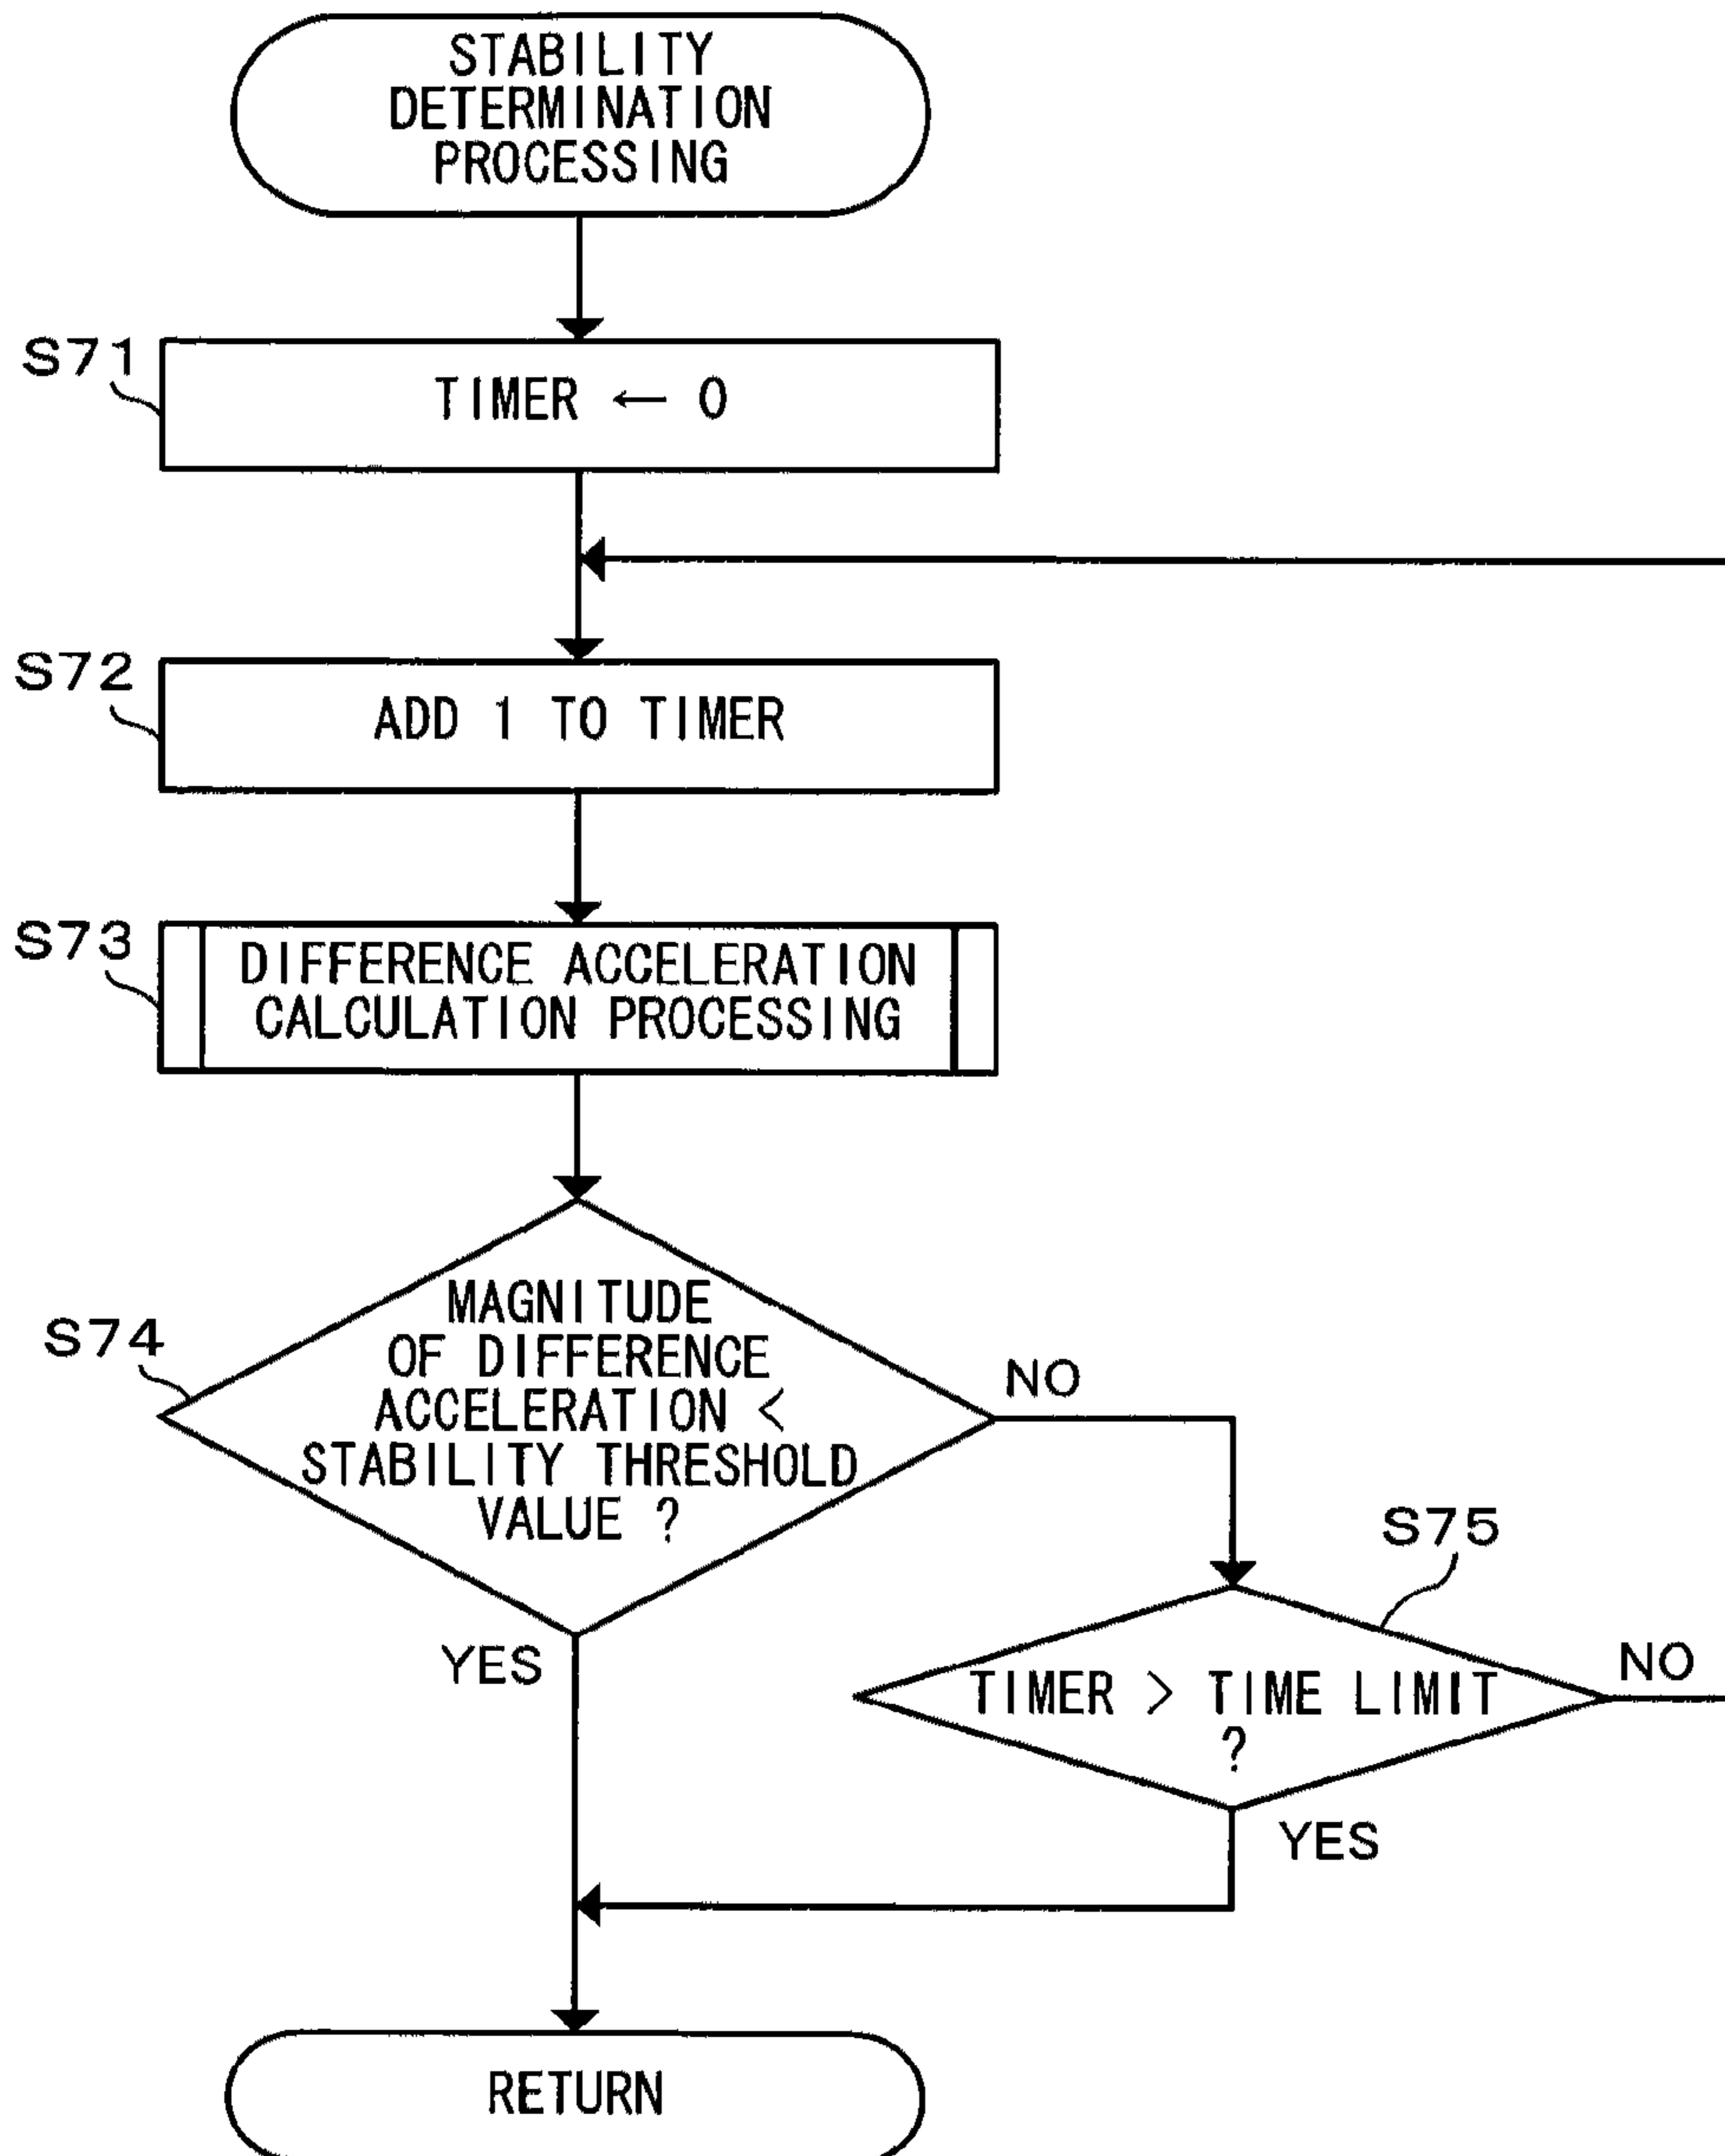 STABILITY
DETERMINATION
PROCESSING
S71
TIMER ← 0
S72
ADD 1 TO TIMER
S73
DIFFERENCE ACCELERATION
CALCULATION PROCESSING
S74
MAGNITUDE
OF DIFFERENCE
ACCELERATION <
STABILITY THRESHOLD
VALUE ?
NO
YES
S75
TIMER > TIME LIMIT
?
NO
YES
RETURN